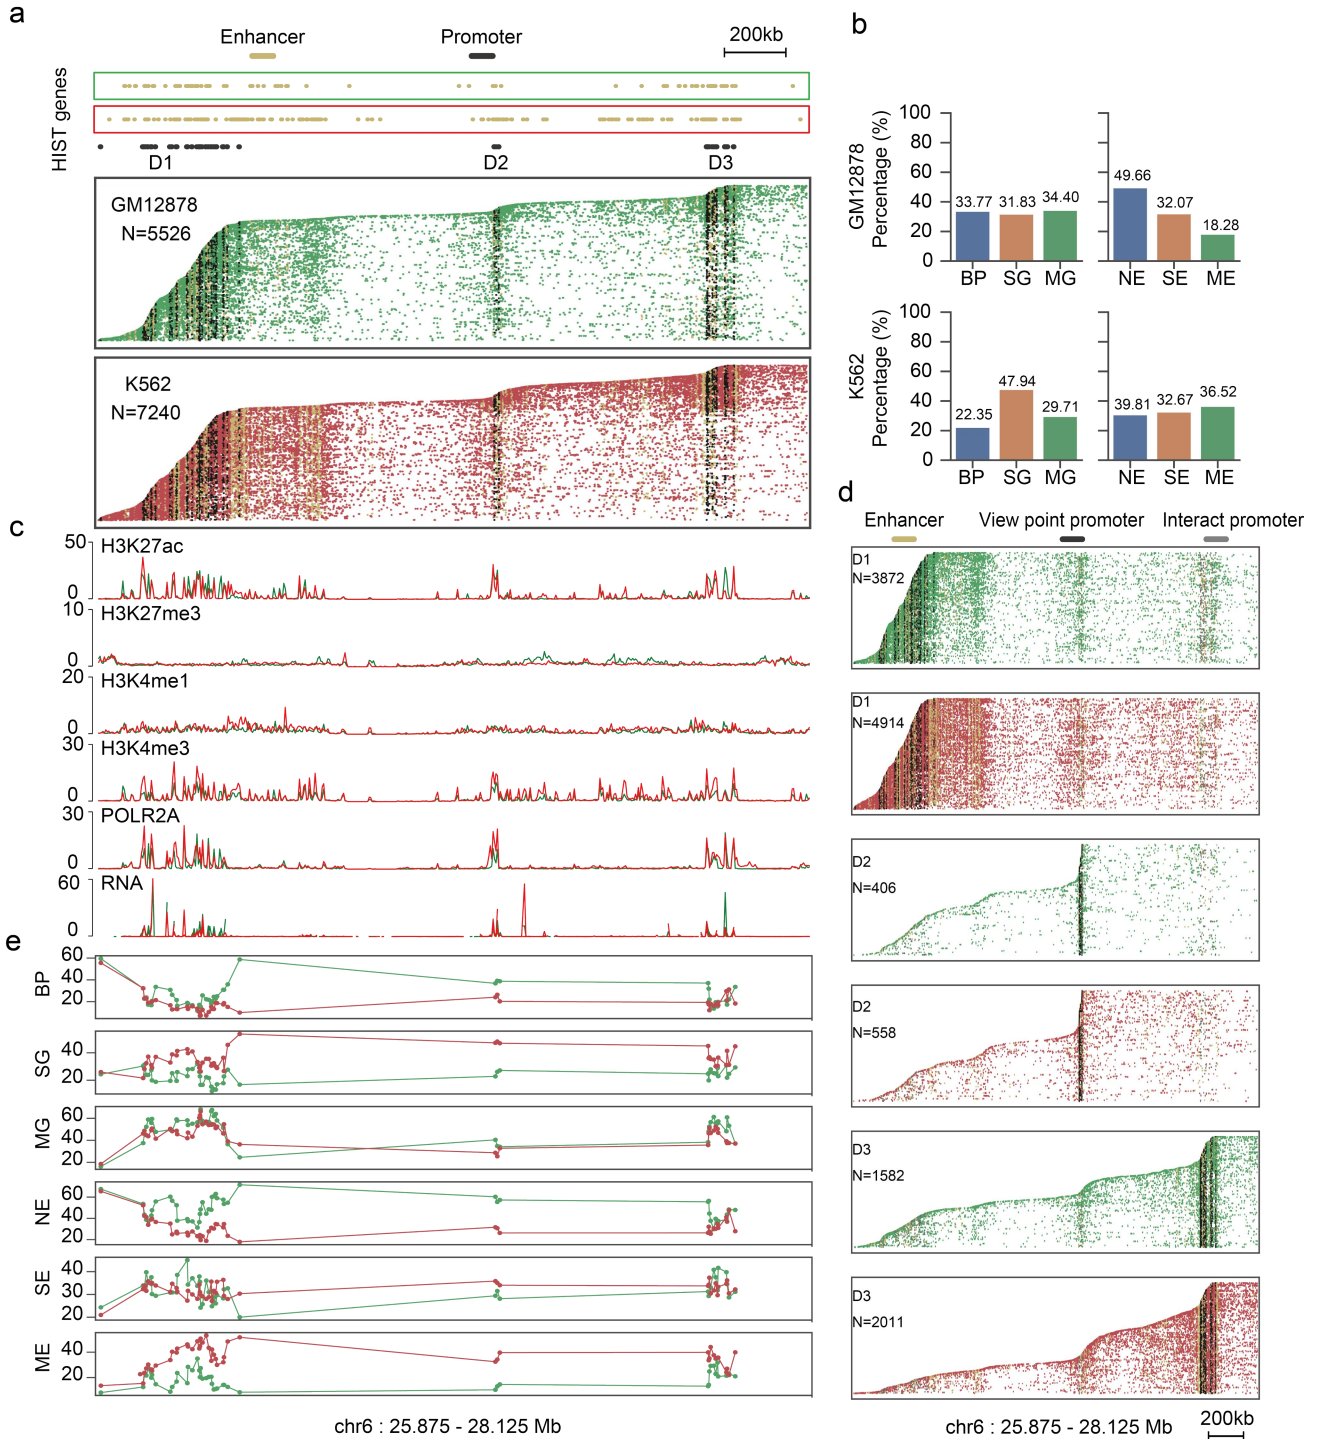 a
Enhancer
Promoter
200kb
HIST genes
D1
D2
D3
GM12878
N=5526
K562
N=7240
b
GM12878
Percentage (%)
100
80
60
40
20
0
33.77
31.83
34.40
BP
SG
MG
49.66
32.07
18.28
NE
SE
ME
K562
Percentage (%)
100
80
60
40
20
0
22.35
47.94
29.71
BP
SG
MG
39.81
32.67
36.52
NE
SE
ME
c
50
H3K27ac
0
10
H3K27me3
0
20
H3K4me1
0
30
H3K4me3
0
30
POLR2A
0
60
RNA
0
d
Enhancer
View point promoter
Interact promoter
D1
N=3872
D1
N=4914
D2
N=406
D2
N=558
D3
N=1582
D3
N=2011
chr6 : 25.875 - 28.125 Mb
200kb
e
BP
60
40
20
SG
40
20
MG
60
40
20
NE
60
40
20
SE
40
30
20
ME
40
20
chr6 : 25.875 - 28.125 Mb